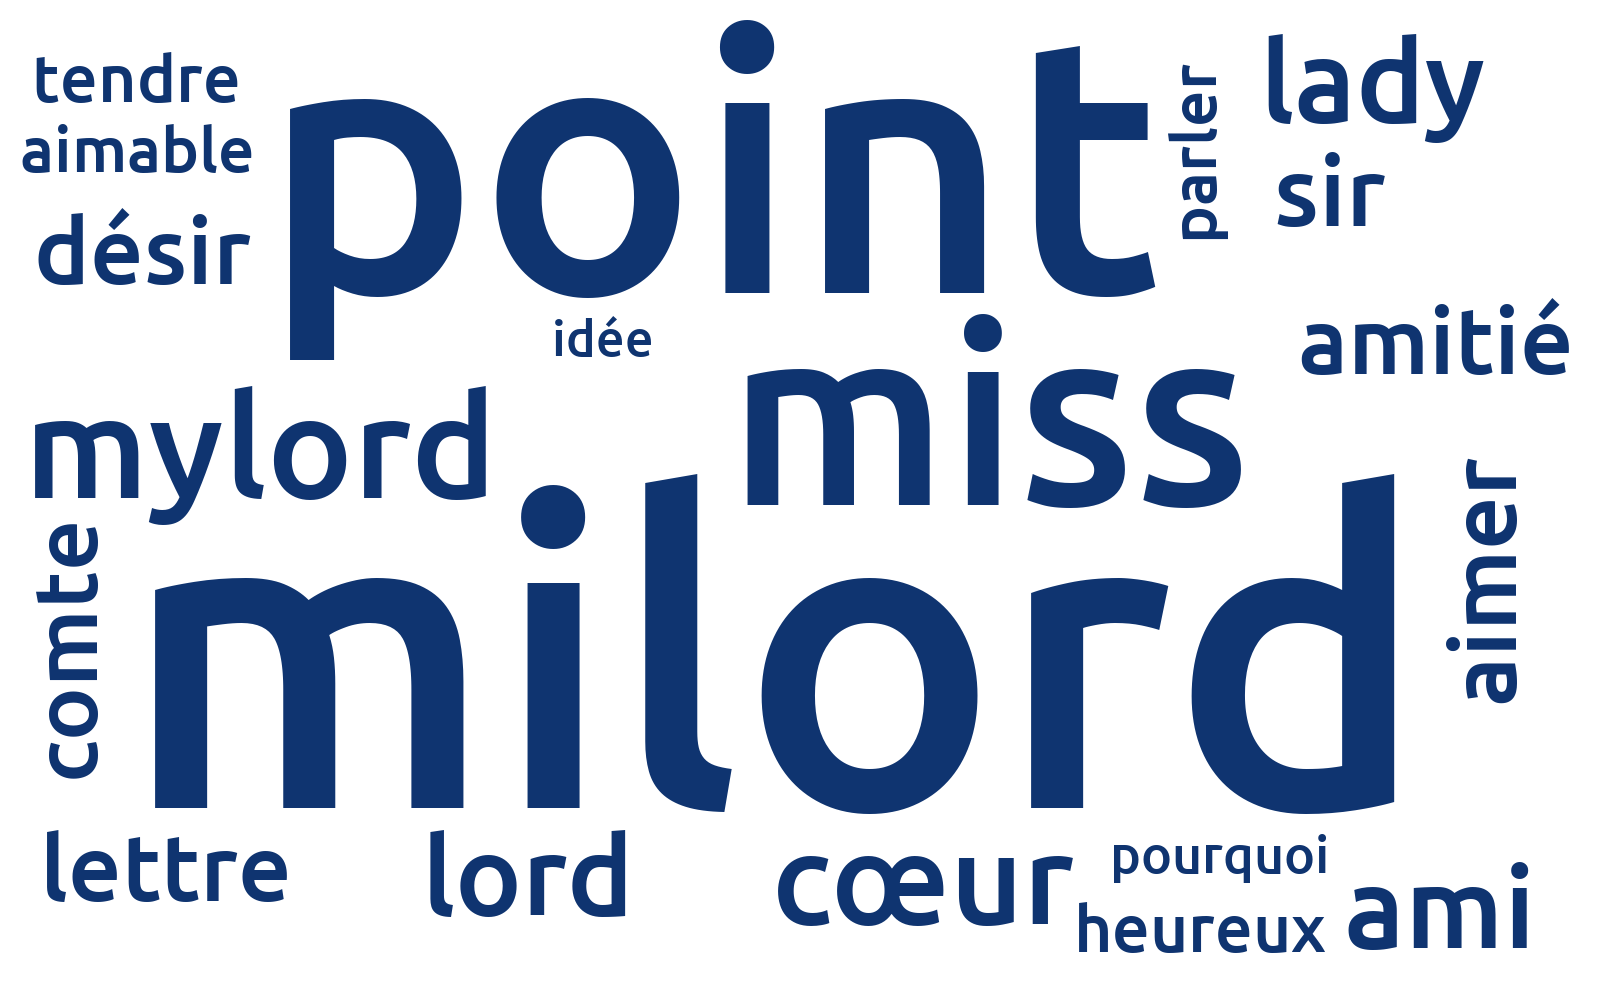 tendre
aimable
désir
point
parler
lady
sir
idée
amitié
mylord
miss
comte
milord
aimer
lettre
lord
cœur
pourquoi
heureux
ami